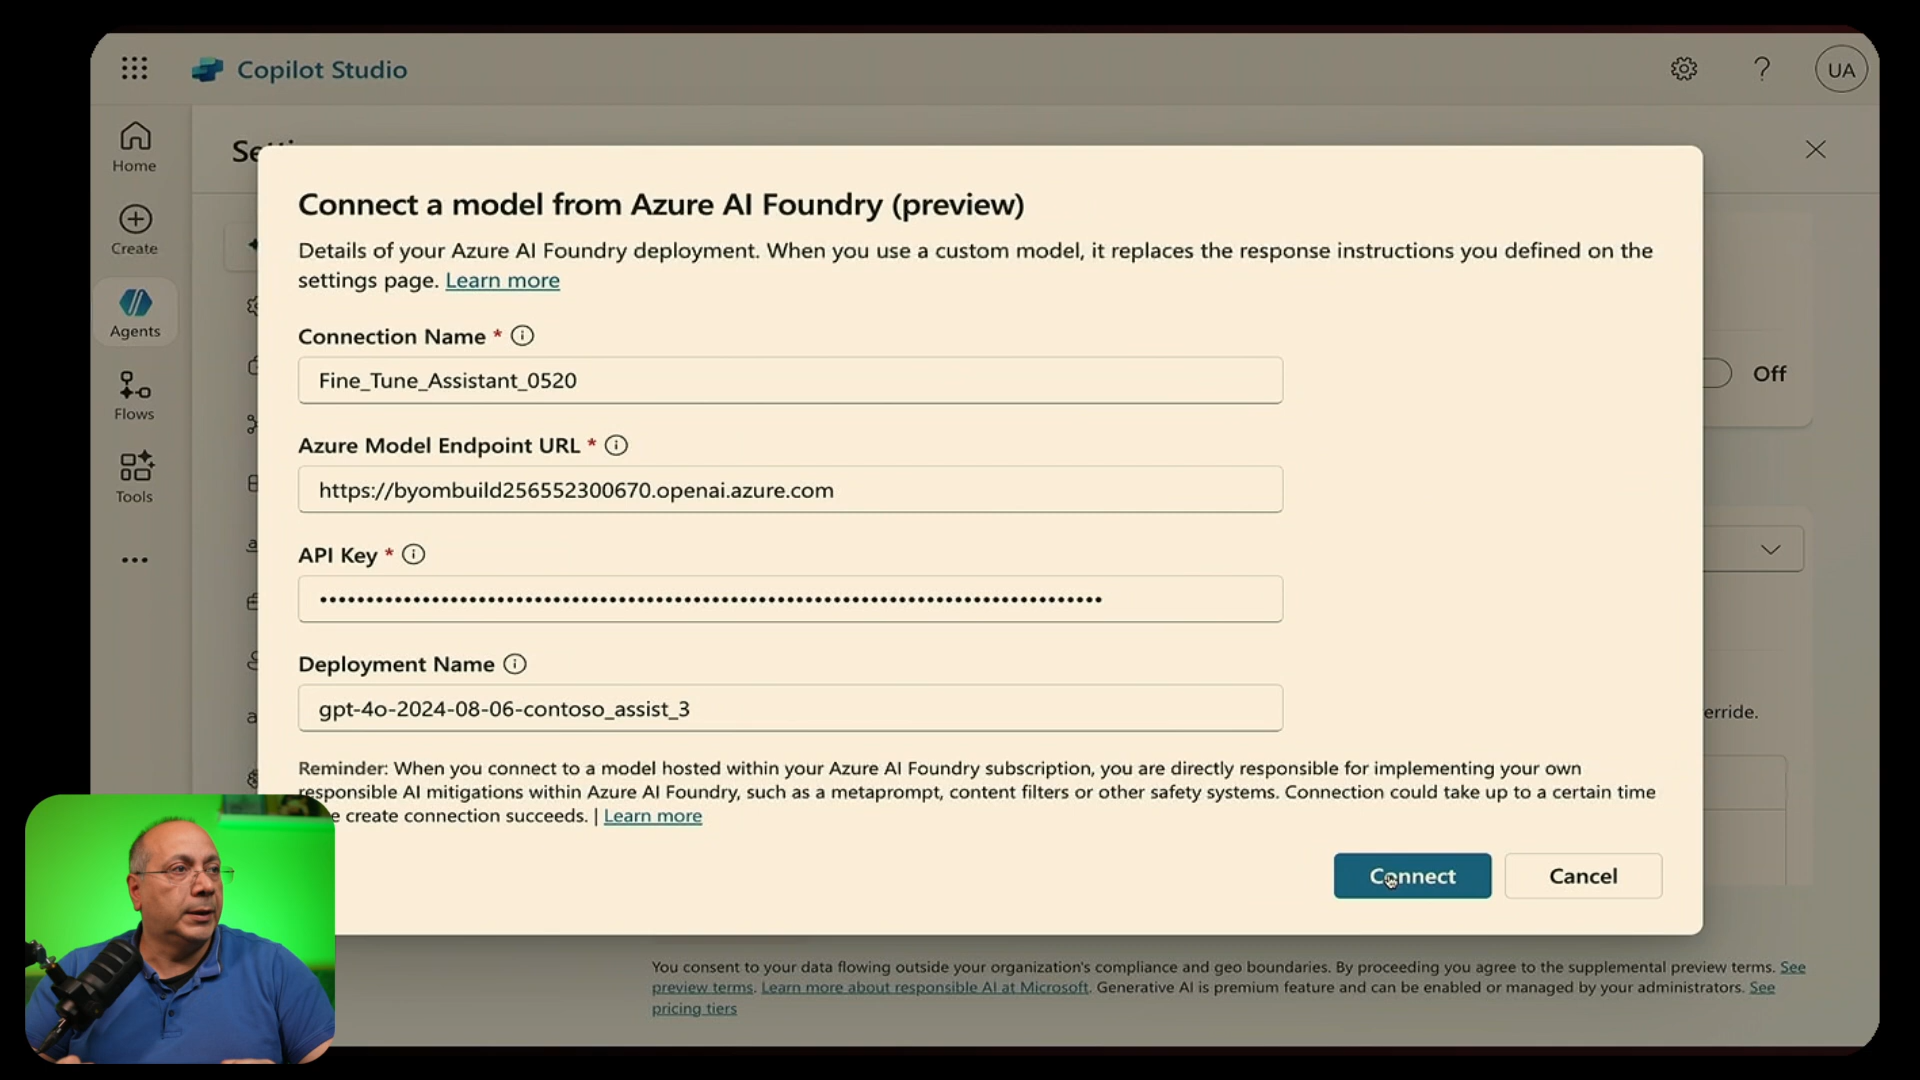 Copilot Studio
UA
Home
Create
Agents
Flows
Tools
Connect a model from Azure AI Foundry (preview)
Details of your Azure AI Foundry deployment. When you use a custom model, it replaces the response instructions you defined on the
settings page. Learn more
Connection Name *
Fine_Tune_Assistant_0520
Azure Model Endpoint URL *
https://byombuild256552300670.openai.azure.com
API Key *
Deployment Name
gpt-4o-2024-08-06-contoso_assist_3
Reminder: When you connect to a model hosted within your Azure AI Foundry subscription, you are directly responsible for implementing your own
responsible AI mitigations within Azure AI Foundry, such as a metaprompt, content filters or other safety systems. Connection could take up to a certain time
create connection succeeds. | Learn more
Connect
Cancel
Off
erride.
You consent to your data flowing outside your organization's compliance and geo boundaries. By proceeding you agree to the supplemental preview terms. See
preview terms. Learn more about responsible AI at Microsoft. Generative AI is premium feature and can be enabled or managed by your administrators. See
pricing tiers